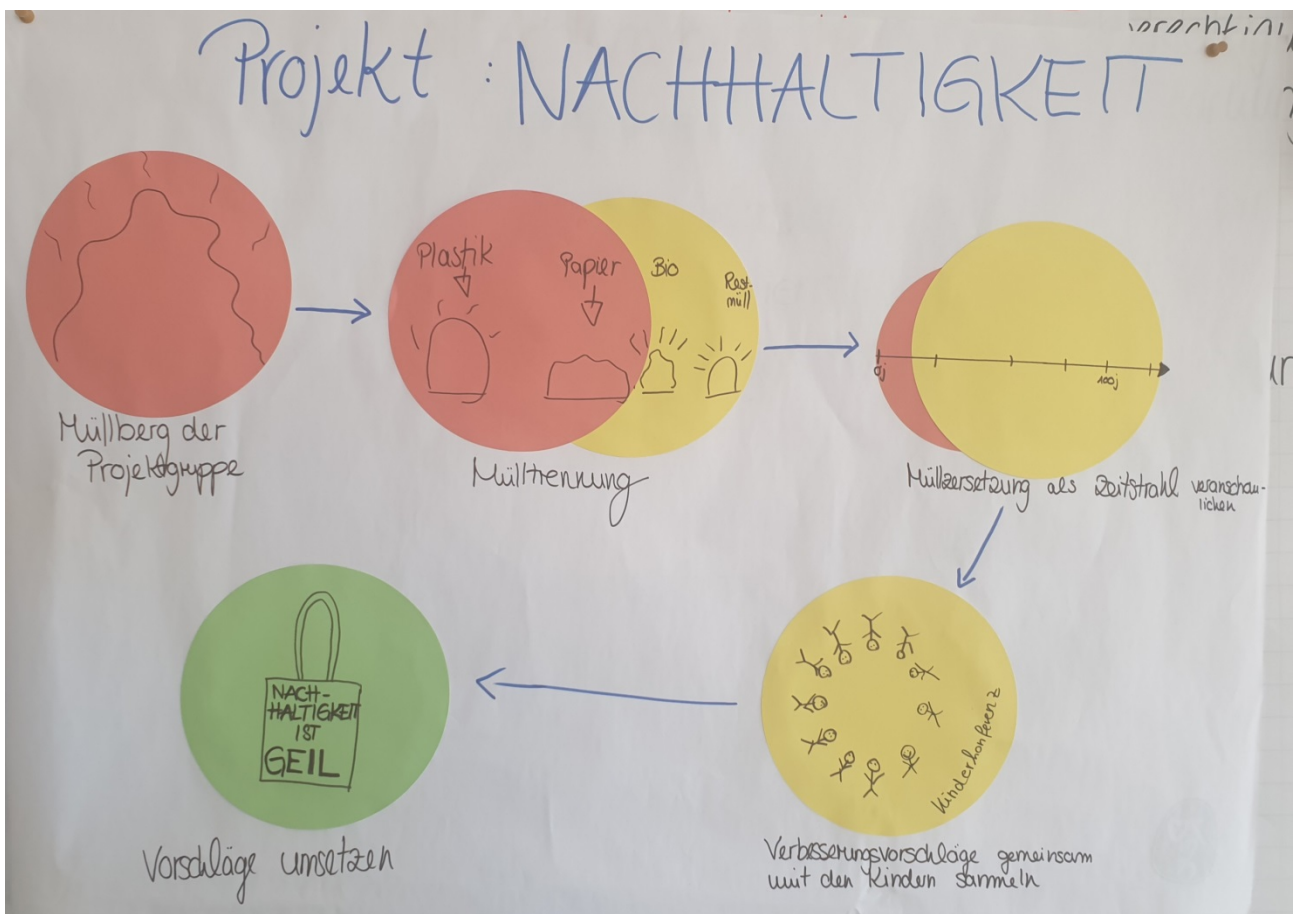 Projekt : NACHHALTIGKEIT
Plastik
Papier
Bio
Rest-
müll
Müllberg der
Projektgruppe
Mülltrennung
0j
100j
Müllzersetzung als Zeitstrahl veranschau-
lichen
Kinderkonferenz
Verbesserungsvorschläge gemeinsam
mit den Kindern sammeln
NACH-
HALTIGKEIT
IST
GEIL
Vorschläge umsetzen